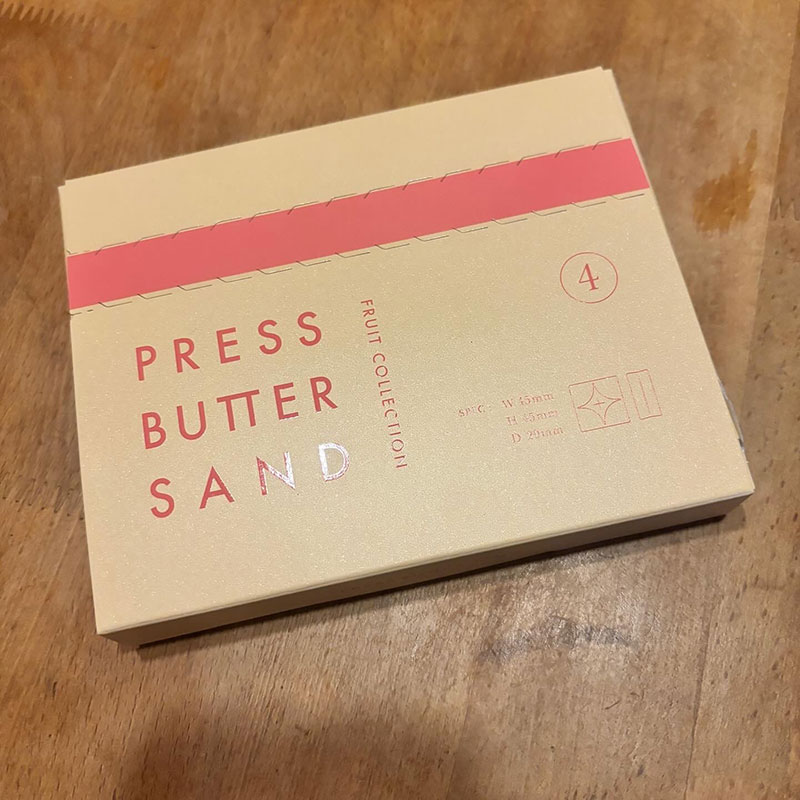 PRESS
BUTTER
SAND
FRUIT COLLECTION
4
SPEC: W 45mm
H 45mm
D 20mm